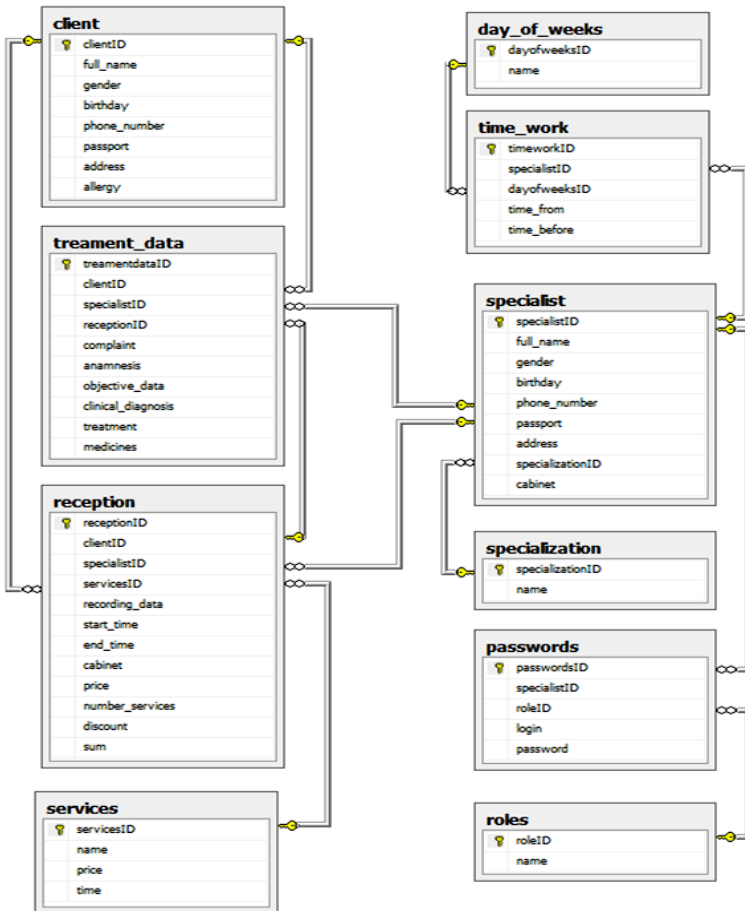 client
clientID
full_name
gender
birthday
phone_number
passport
address
allergy
treament_data
treamentdataID
clientID
specialistID
receptionID
complaint
anamnesis
objective_data
clinical_diagnosis
treatment
medicines
reception
receptionID
clientID
specialistID
servicesID
recording_data
start_time
end_time
cabinet
price
number_services
discount
sum
services
servicesID
name
price
time
day_of_weeks
dayofweeksID
name
time_work
timeworkID
specialistID
dayofweeksID
time_from
time_before
specialist
specialistID
full_name
gender
birthday
phone_number
passport
address
specializationID
cabinet
specialization
specializationID
name
passwords
passwordsID
specialistID
roleID
login
password
roles
roleID
name